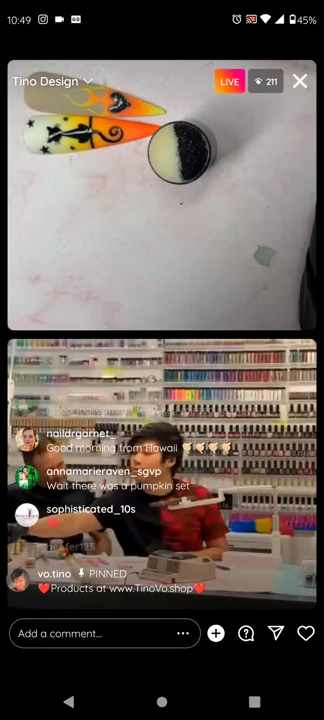 10:49
45%
Tino Design
LIVE
211
naildrgarnet
Good morning from Hawaii
annamarieraven_sgvp
Wait there was a pumpkin set
sophisticated_10s
vo.tino PINNED
Products at www.TinoVo.shop
Add a comment...